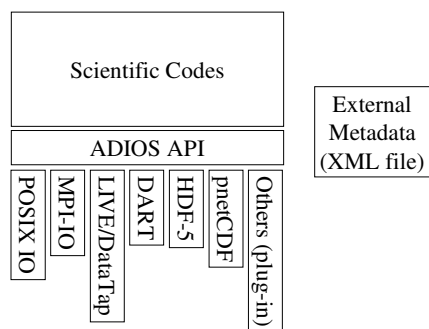 Scientific Codes
External
Metadata
(XML file)
ADIOS API
POSIX IO
MPI-IO
LIVE/DataTap
DART
HDF-5
pnetCDF
Others (plug-in)